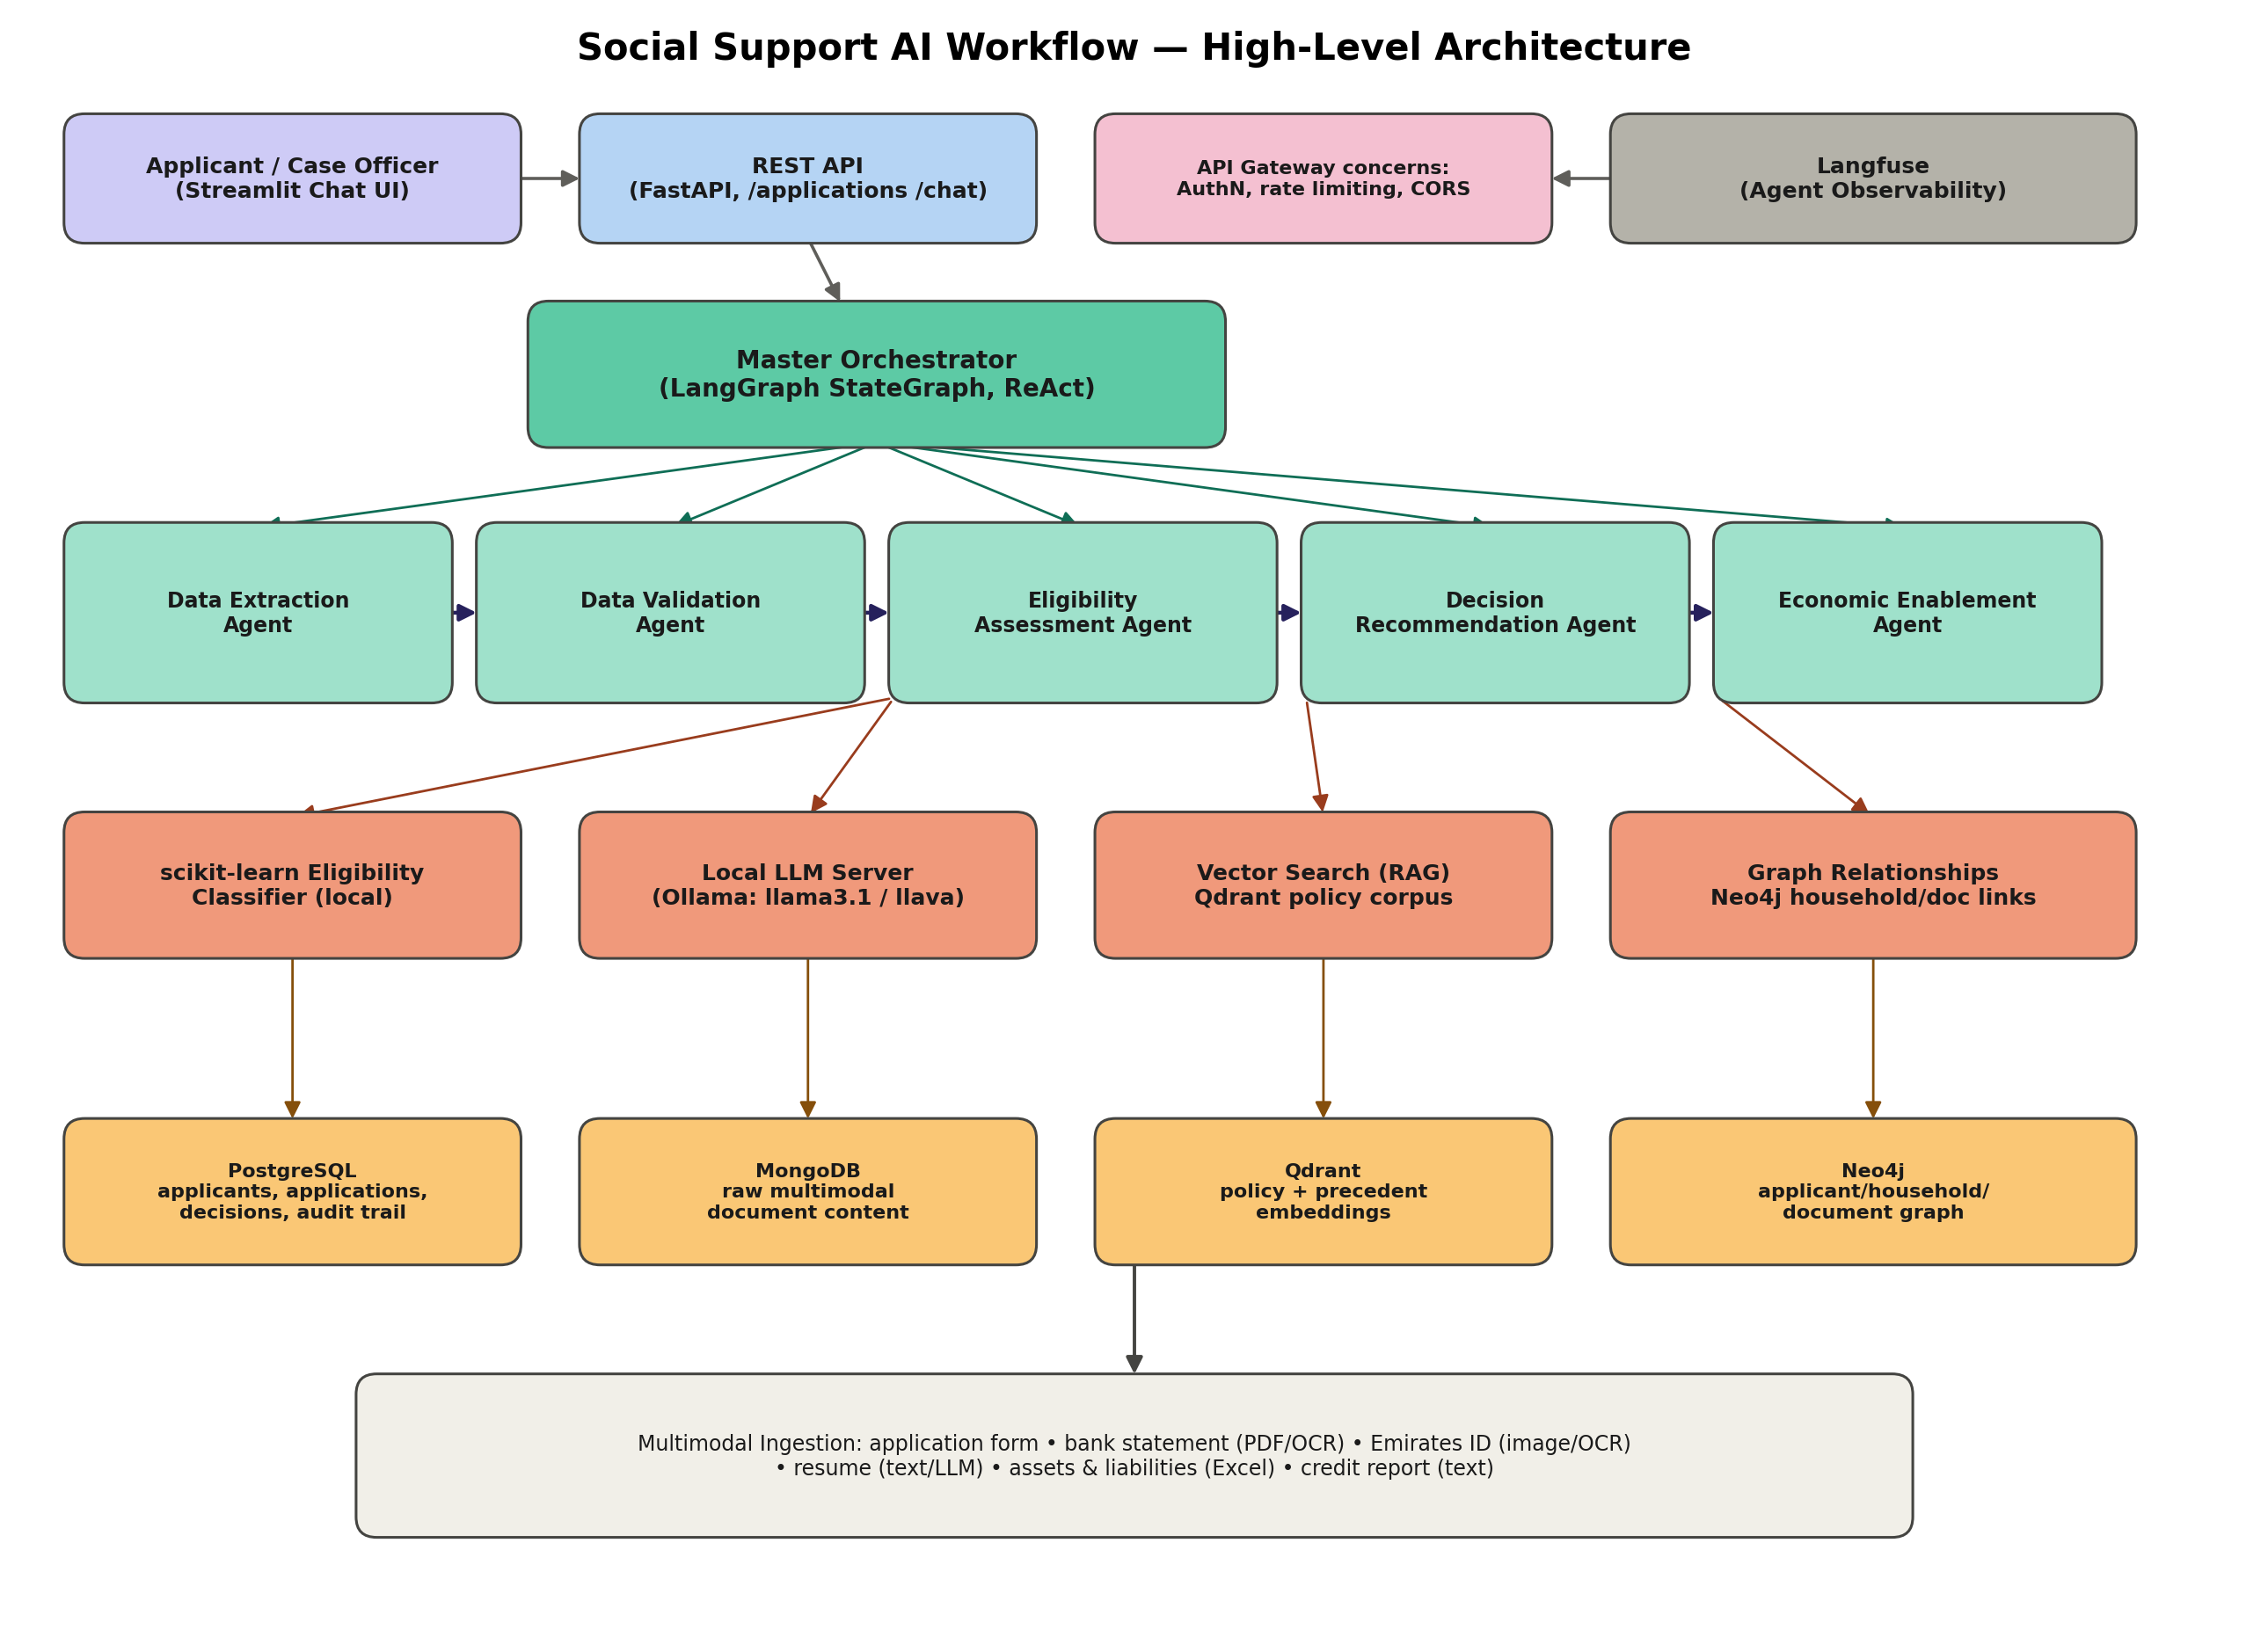 Social Support AI Workflow — High-Level Architecture
Applicant / Case Officer
(Streamlit Chat UI)
REST API
(FastAPI, /applications /chat)
API Gateway concerns:
AuthN, rate limiting, CORS
Langfuse
(Agent Observability)
Master Orchestrator
(LangGraph StateGraph, ReAct)
Data Extraction
Agent
Data Validation
Agent
Eligibility
Assessment Agent
Decision
Recommendation Agent
Economic Enablement
Agent
scikit-learn Eligibility
Classifier (local)
Local LLM Server
(Ollama: llama3.1 / llava)
Vector Search (RAG)
Qdrant policy corpus
Graph Relationships
Neo4j household/doc links
PostgreSQL
applicants, applications,
decisions, audit trail
MongoDB
raw multimodal
document content
Qdrant
policy + precedent
embeddings
Neo4j
applicant/household/
document graph
Multimodal Ingestion: application form • bank statement (PDF/OCR) • Emirates ID (image/OCR)
• resume (text/LLM) • assets & liabilities (Excel) • credit report (text)